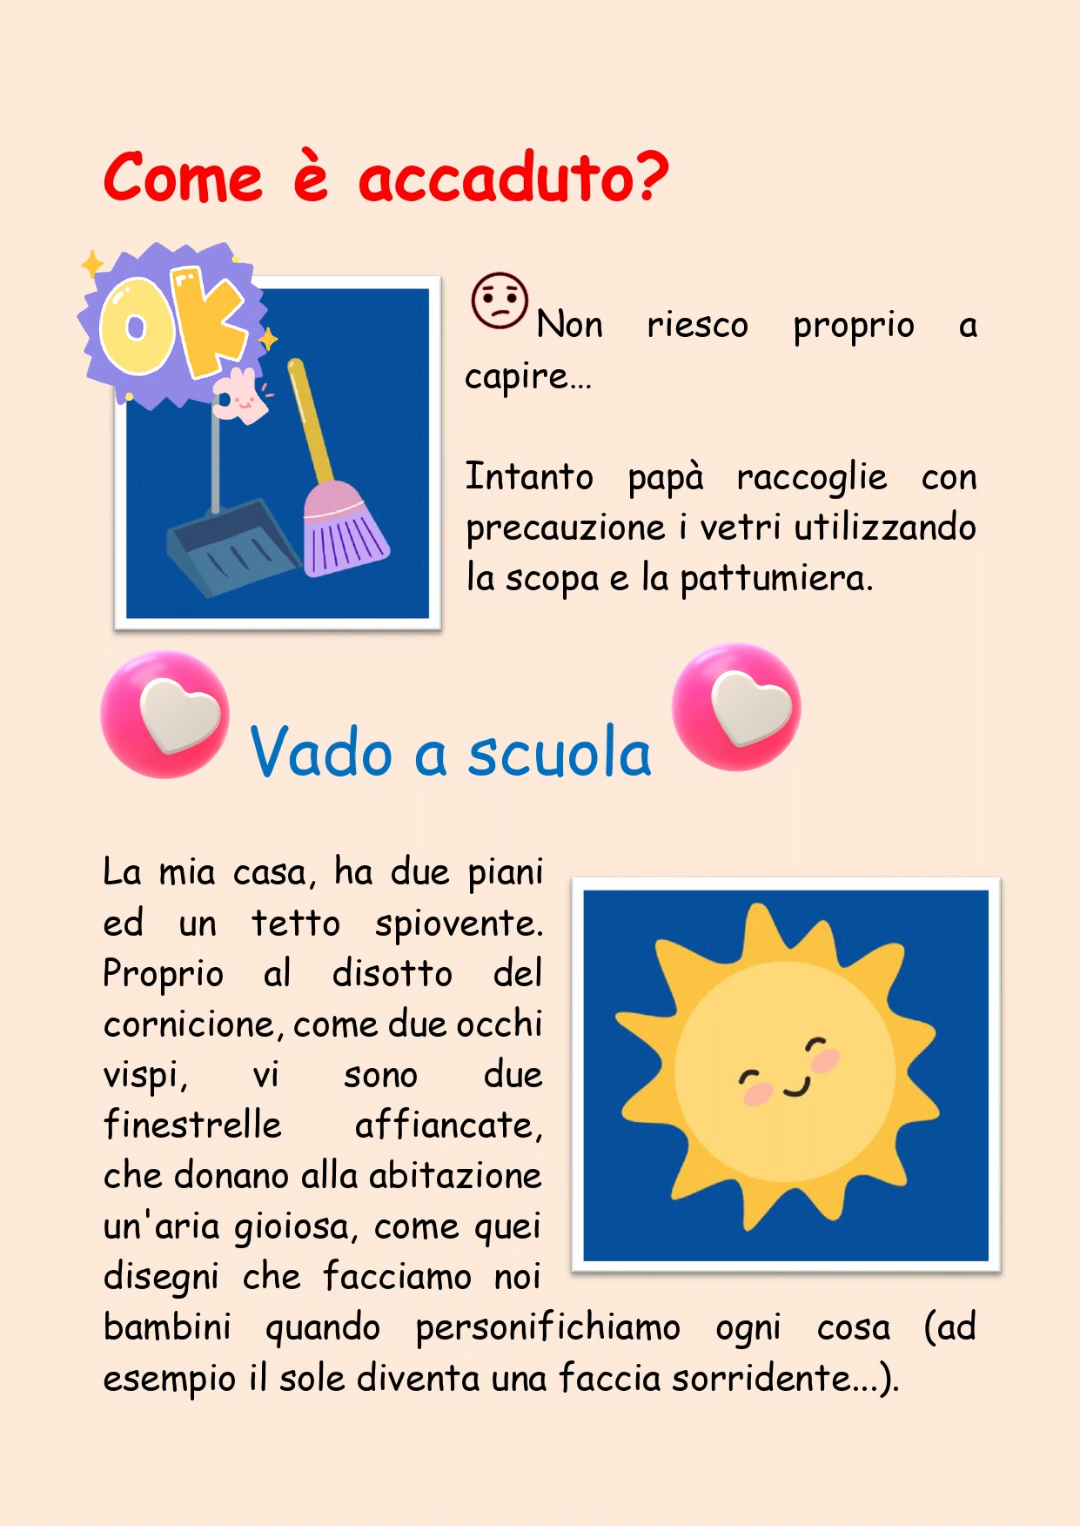 Come è accaduto?
OK
Non riesco proprio a
capire...
Intanto papà raccoglie con
precauzione i vetri utilizzando
la scopa e la pattumiera.
Vado a scuola
La mia casa, ha due piani
ed un tetto spiovente.
Proprio al disotto del
cornicione, come due occhi
vispi, vi sono due
finestrelle affiancate,
che donano alla abitazione
un'aria gioiosa, come quei
disegni che facciamo noi
bambini quando personifichiamo ogni cosa (ad
esempio il sole diventa una faccia sorridente...).